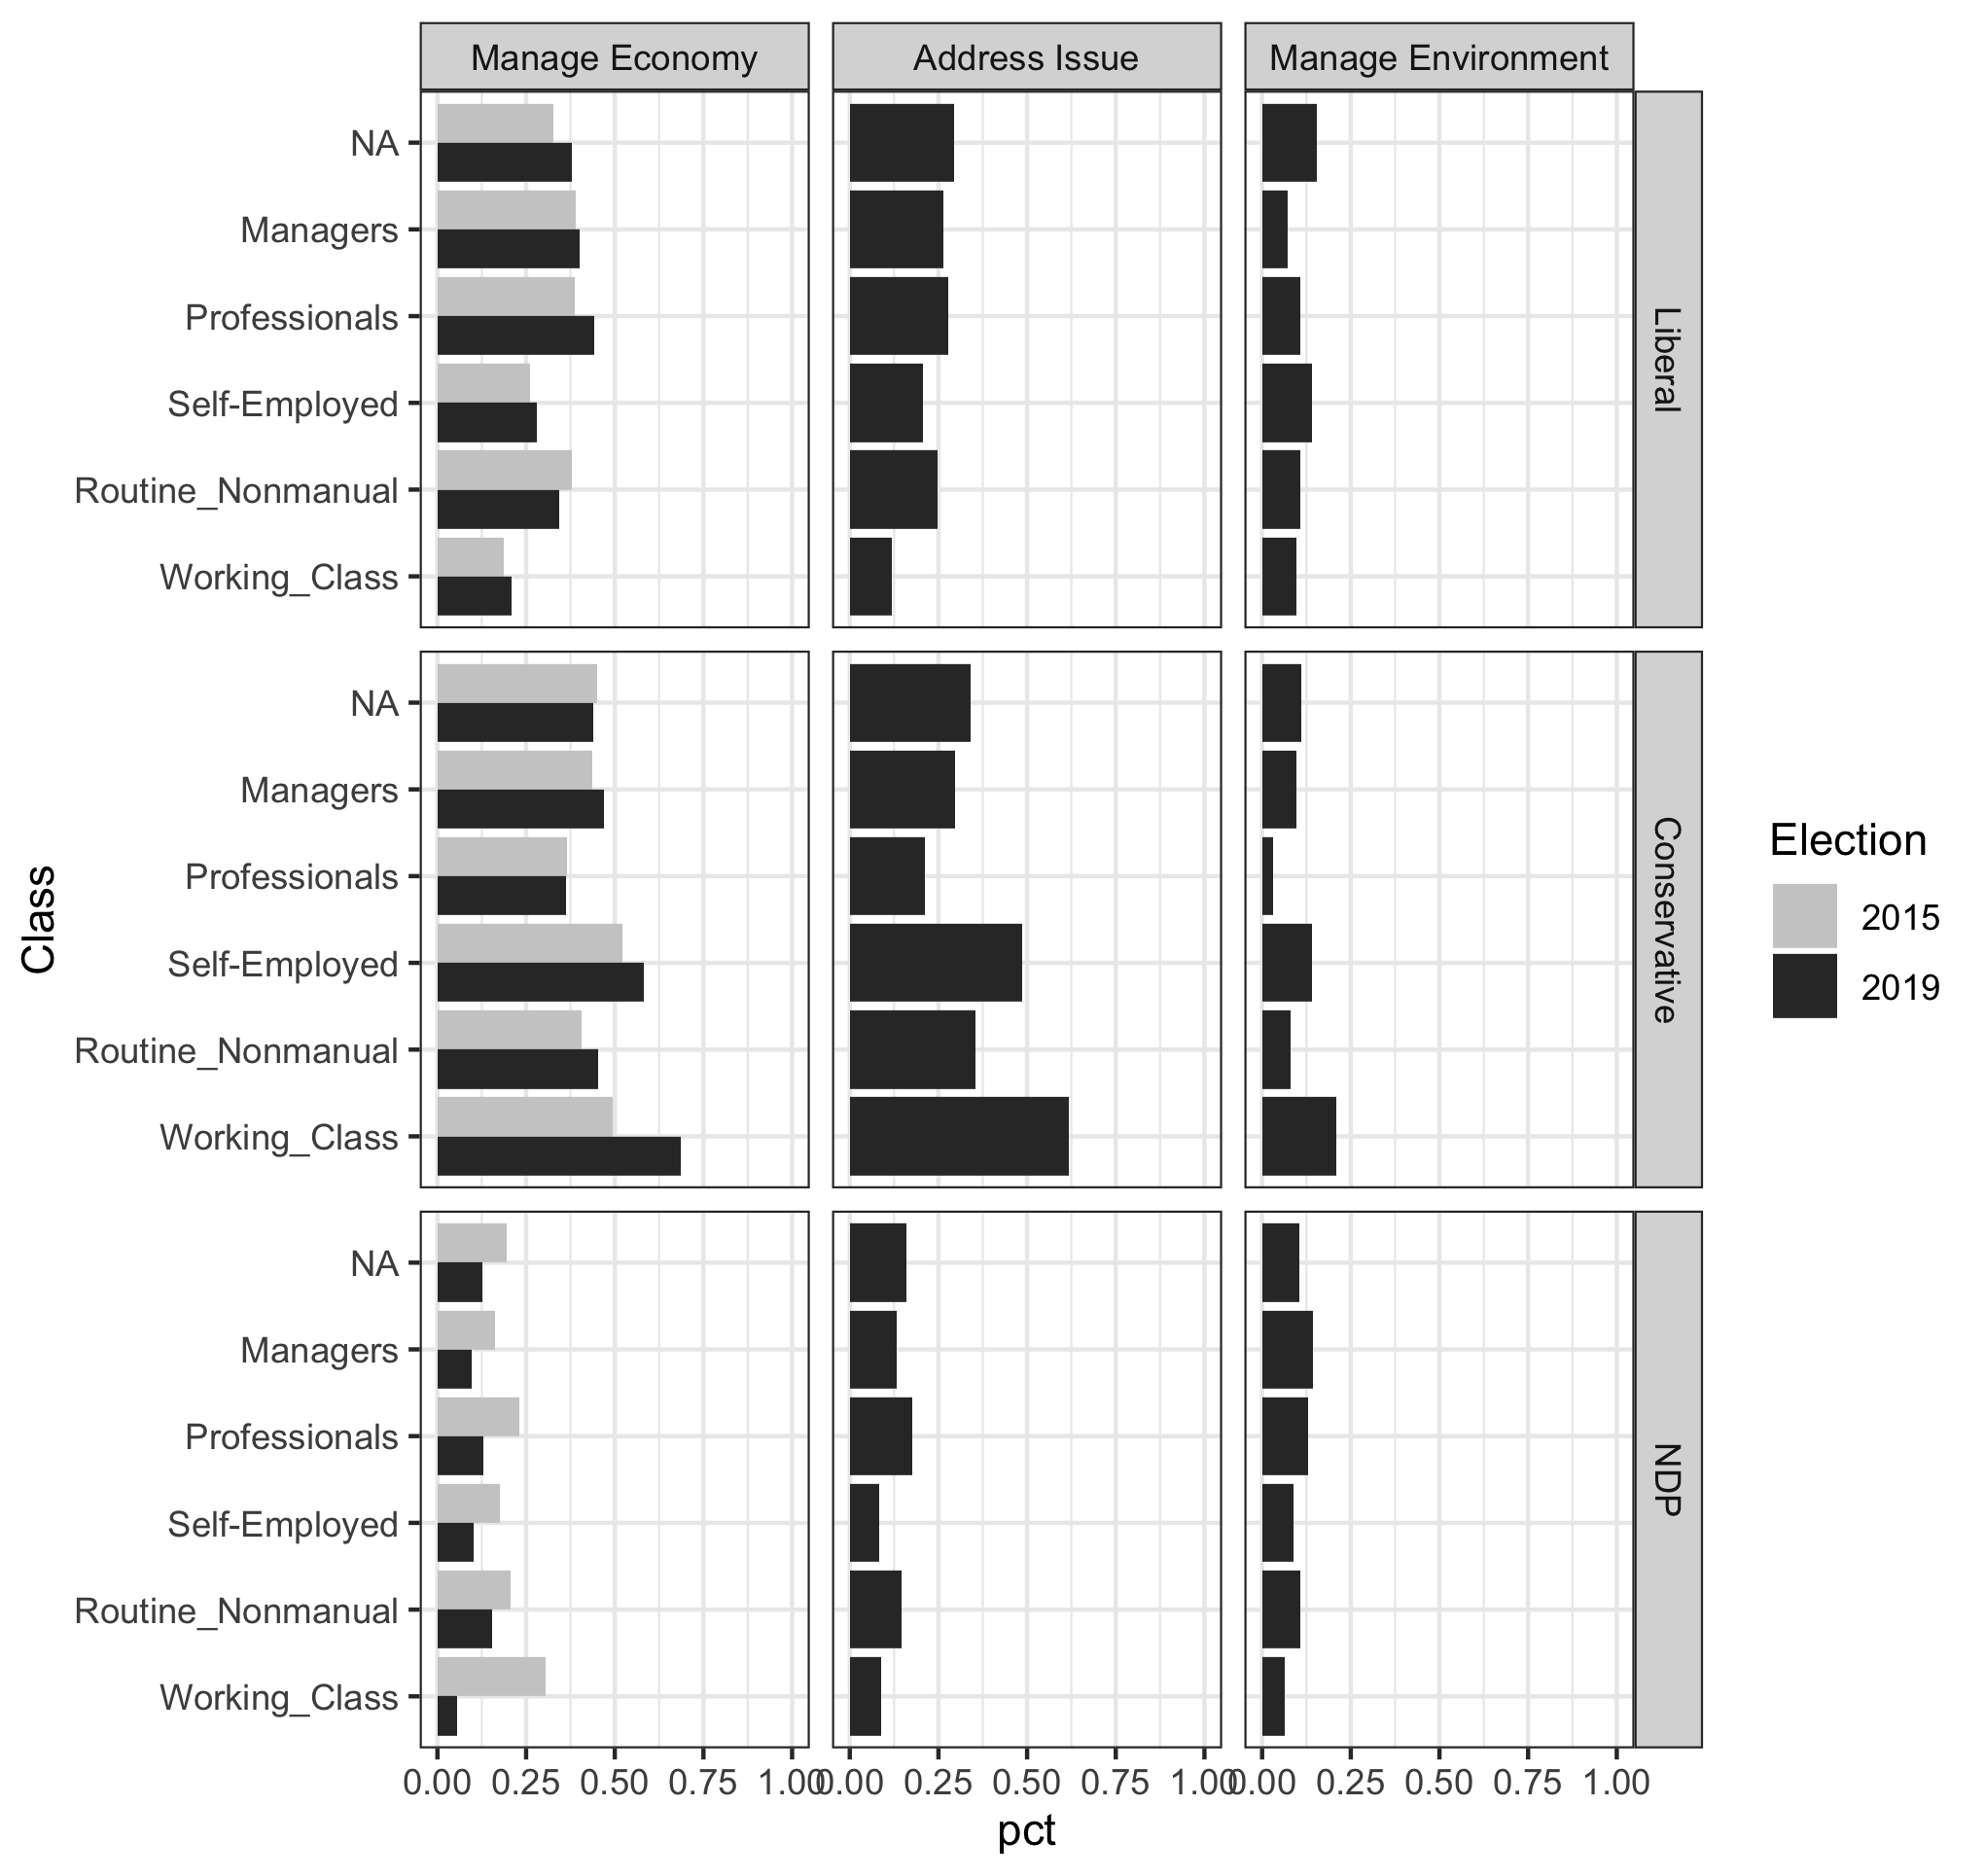 Manage Economy
Address Issue
Manage Environment
NA
Managers
Professionals
Self-Employed
Routine_Nonmanual
Working_Class
Liberal
NA
Managers
Professionals
Self-Employed
Routine_Nonmanual
Working_Class
Conservative
NA
Managers
Professionals
Self-Employed
Routine_Nonmanual
Working_Class
NDP
0.00 0.25 0.50 0.75 1.00
0.00 0.25 0.50 0.75 1.00
0.00 0.25 0.50 0.75 1.00
pct
Class
Election
2015
2019